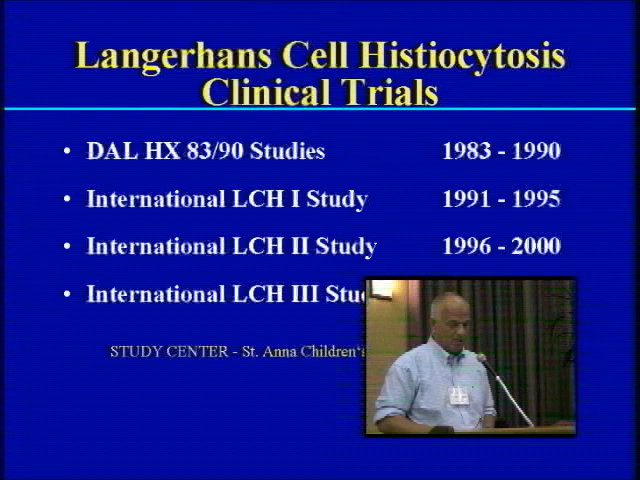 Langerhans Cell Histiocytosis
Clinical Trials
• DAL HX 83/90 Studies 1983 - 1990
• International LCH I Study 1991 - 1995
• International LCH II Study 1996 - 2000
• International LCH III
STUDY CENTER - St. Anna Children's